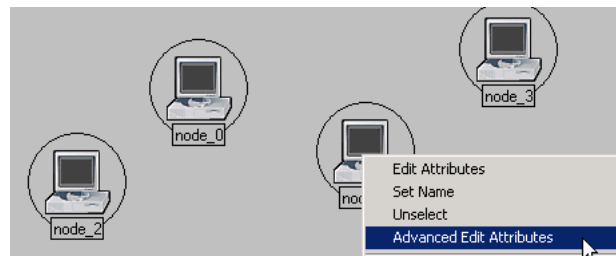 node_3
node_0
Edit Attributes
Set Name
Unselect
Advanced Edit Attributes
node_2